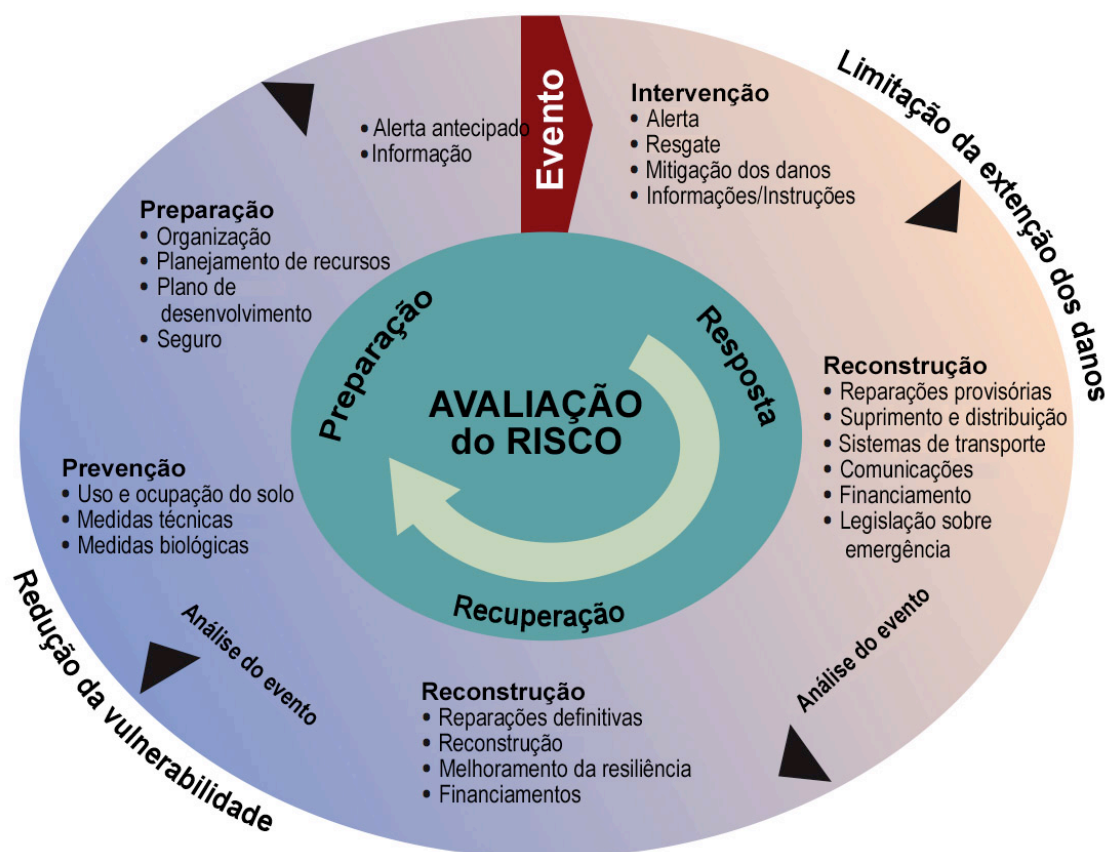 Evento
Intervenção
• Alerta
• Resgate
• Mitigação dos danos
• Informações/Instruções
Limitação da extenção dos danos
Reconstrução
• Reparações provisórias
• Suprimento e distribuição
• Sistemas de transporte
• Comunicações
• Financiamento
• Legislação sobre
emergência
Análise do evento
Reconstrução
• Reparações definitivas
• Reconstrução
• Melhoramento da resiliência
• Financiamentos
Análise do evento
Redução da vulnerabilidade
Prevenção
• Uso e ocupação do solo
• Medidas técnicas
• Medidas biológicas
Preparação
• Organização
• Planejamento de recursos
• Plano de
desenvolvimento
• Seguro
• Alerta antecipado
• Informação
AVALIAÇÃO
do RISCO
Resposta
Recuperação
Preparação